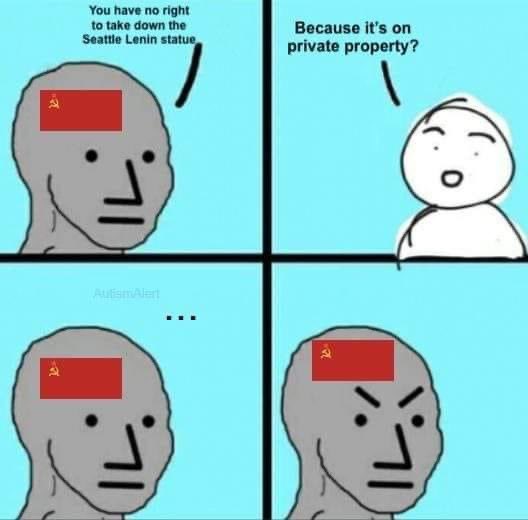 You have no right
to take down the
Seattle Lenin statue
Because it's on
private property?
AutismAlert
...